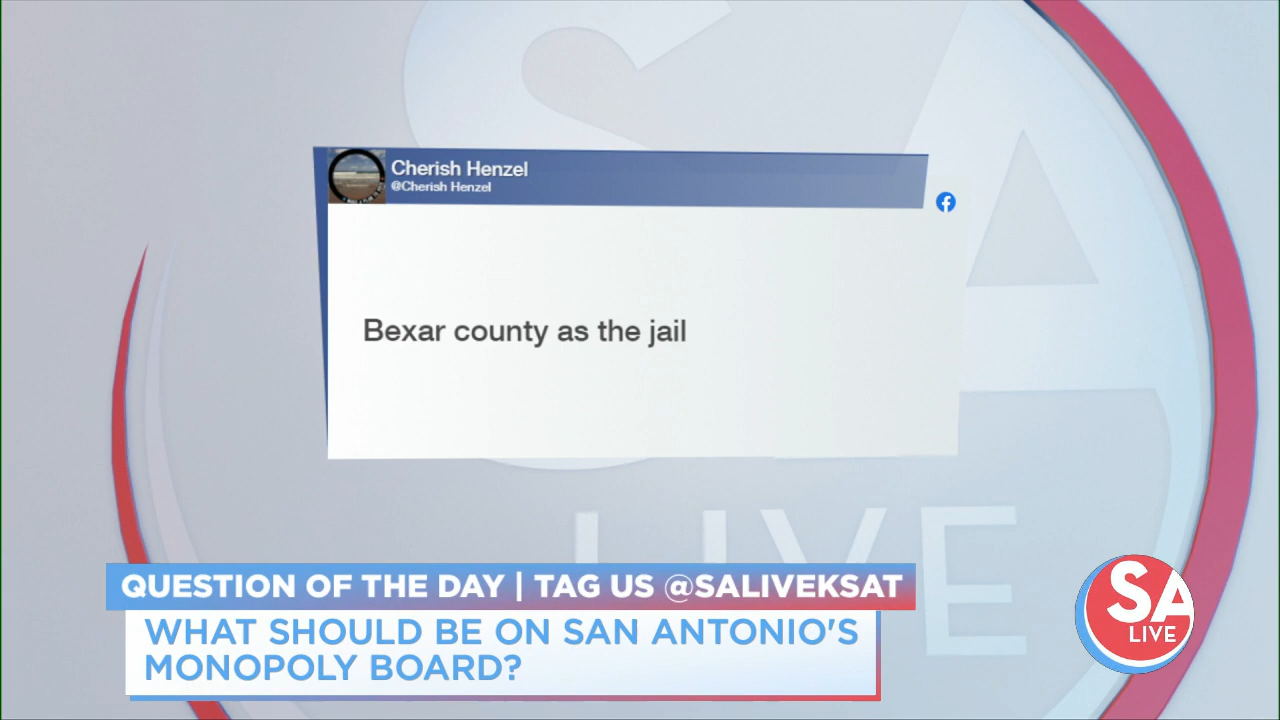 Cherish Henzel
@Cherish Henzel
Bexar county as the jail
LIVE
QUESTION OF THE DAY | TAG US @SALIVEKSAT
WHAT SHOULD BE ON SAN ANTONIO'S
MONOPOLY BOARD?
SA
LIVE